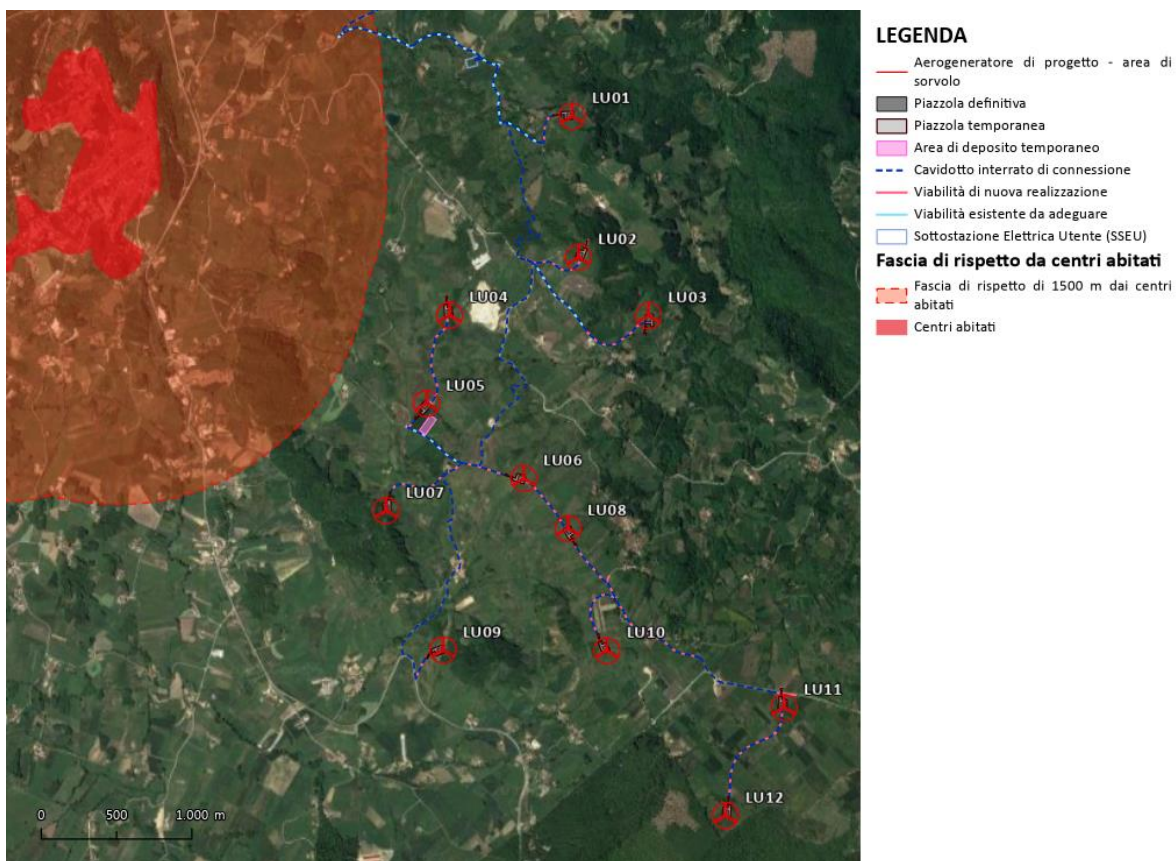 LU01
LU02
LU03
LU04
LU05
LU06
LU07
LU08
LU09
LU10
LU11
LU12
0 500 1.000 m
LEGENDA
Aerogeneratore di progetto - area di
sorvolo
Piazzola definitiva
Piazzola temporanea
Area di deposito temporaneo
Cavidotto interrato di connessione
Viabilità di nuova realizzazione
Viabilità esistente da adeguare
Sottostazione Elettrica Utente (SSEU)
Fascia di rispetto da centri abitati
Fascia di rispetto di 1500 m dai centri
abitati
Centri abitati